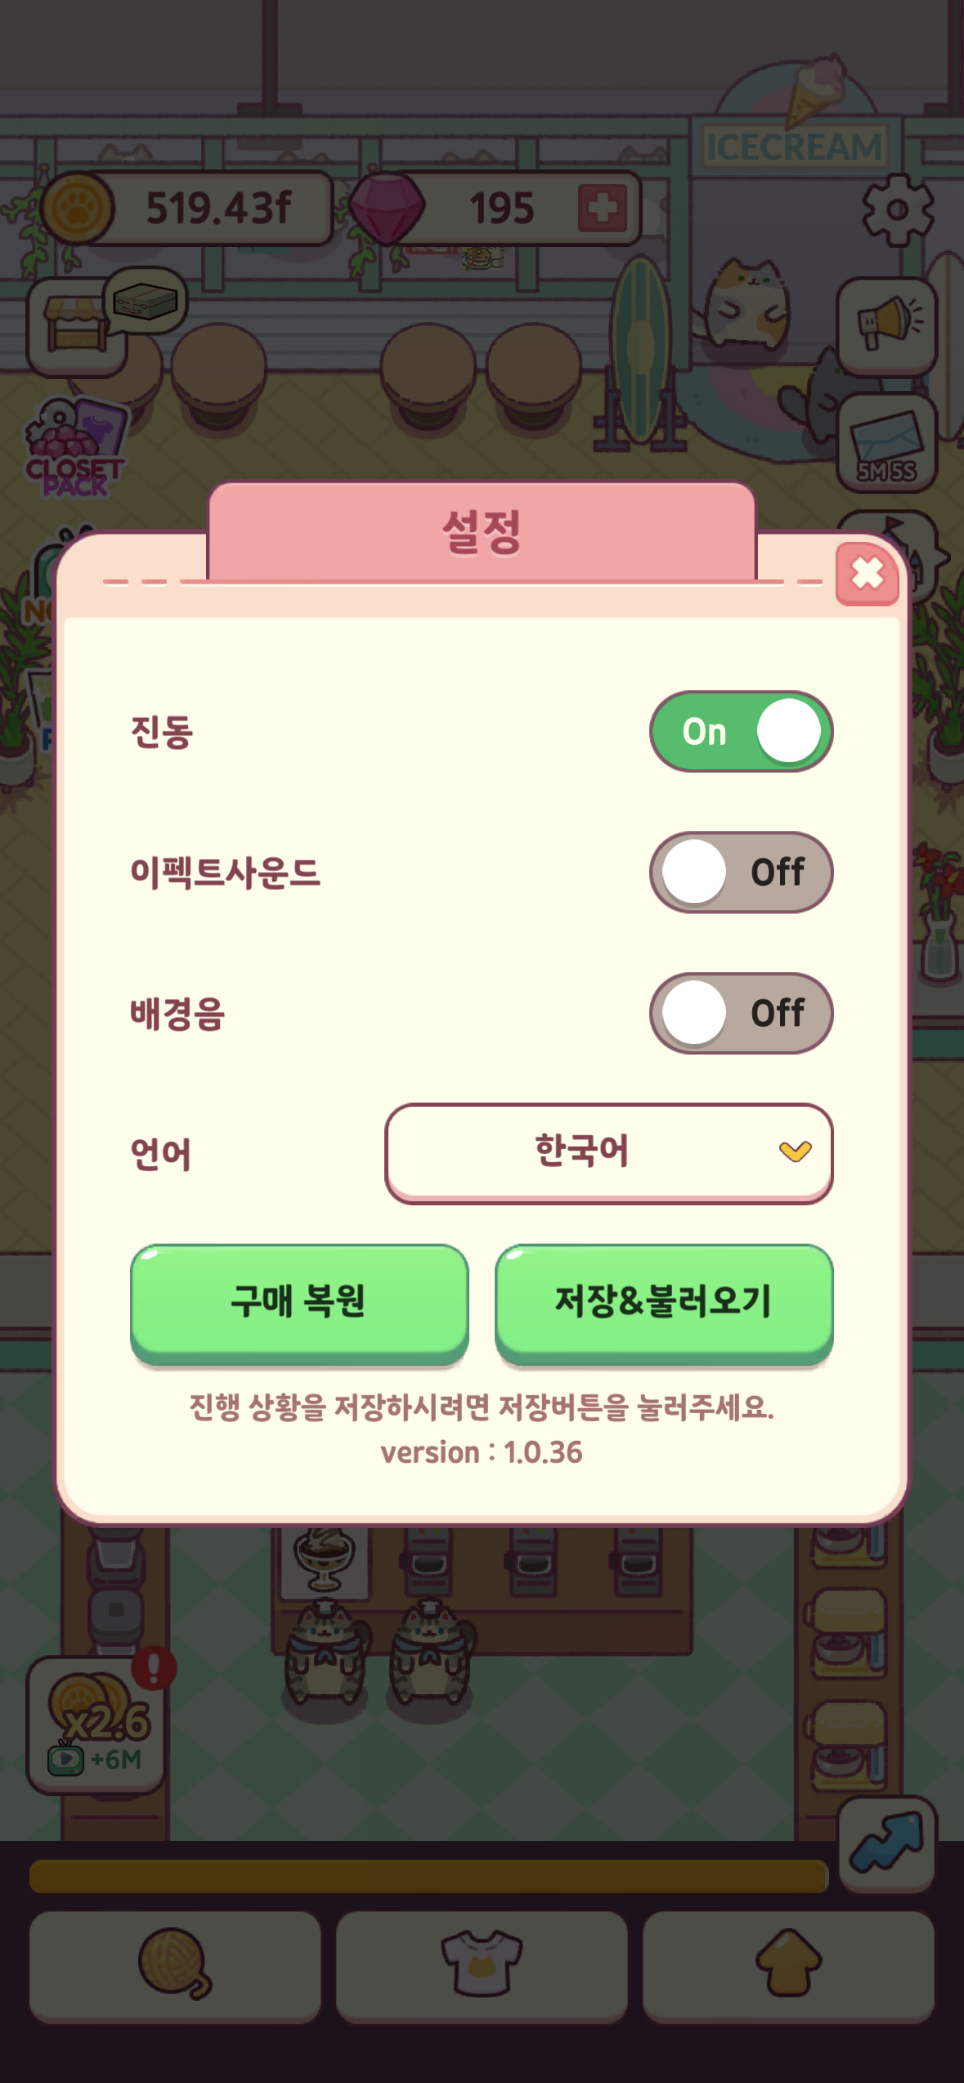 ICECREAM
519.43f
195
CLOSET
PACK
5M 5S
설정
진동
On
이펙트사운드
Off
배경음
Off
언어
한국어
구매 복원
저장&불러오기
진행 상황을 저장하시려면 저장버튼을 눌러주세요.
version : 1.0.36
x2.6
+6M